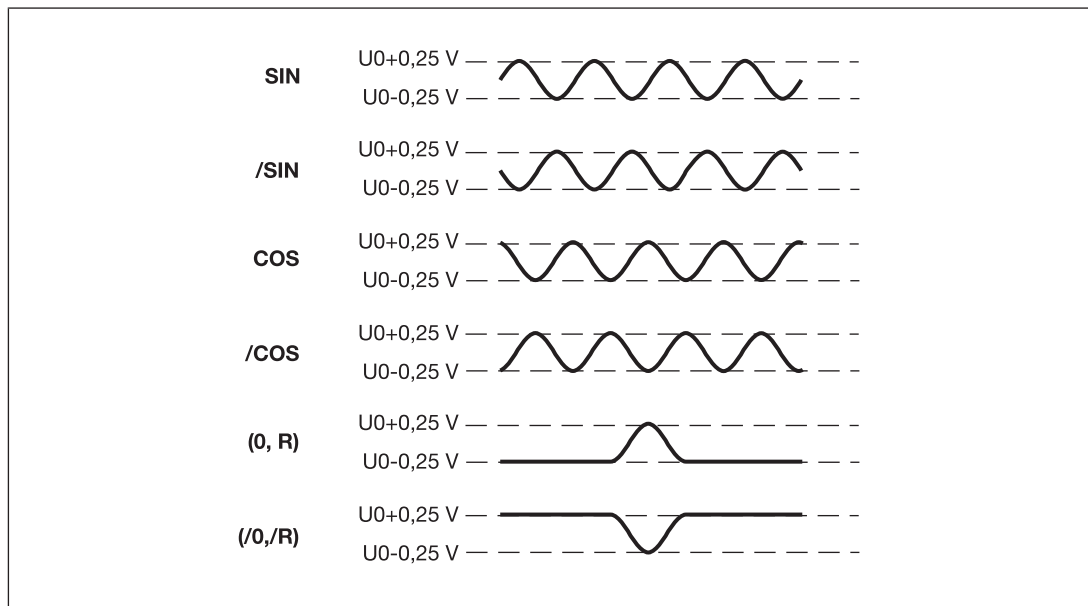 U0+0,25 V
SIN
U0-0,25 V
U0+0,25 V
/SIN
U0-0,25 V
U0+0,25 V
COS
U0-0,25 V
U0+0,25 V
/COS
U0-0,25 V
U0+0,25 V
(0, R)
U0-0,25 V
U0+0,25 V
(/0,/R)
U0-0,25 V